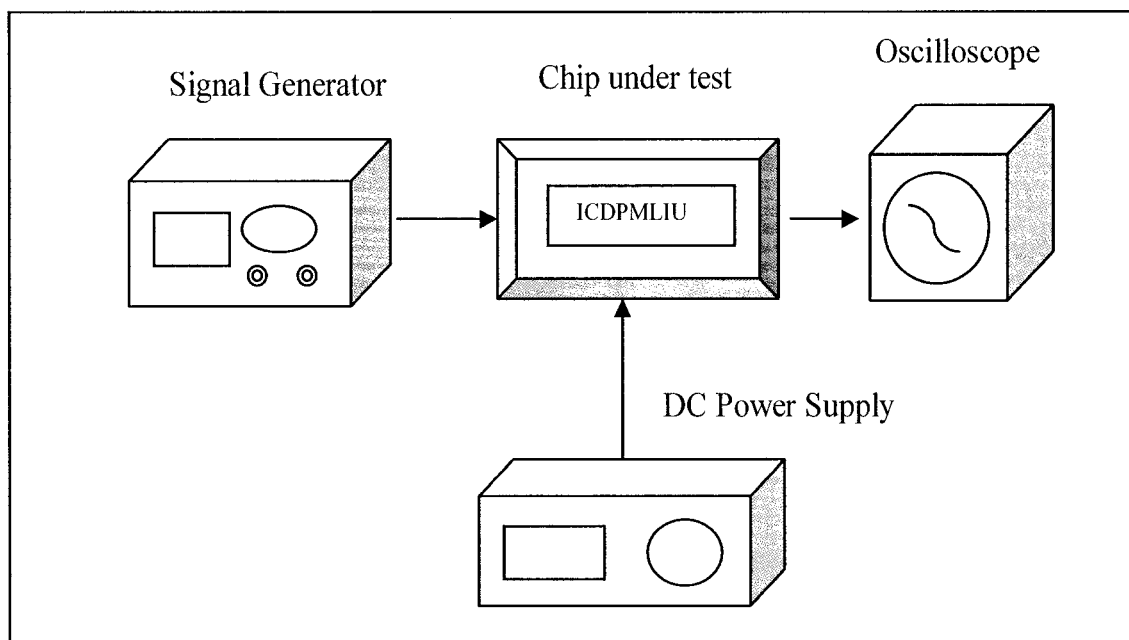 Signal Generator
Chip under test
Oscilloscope
ICDPMLIU
DC Power Supply